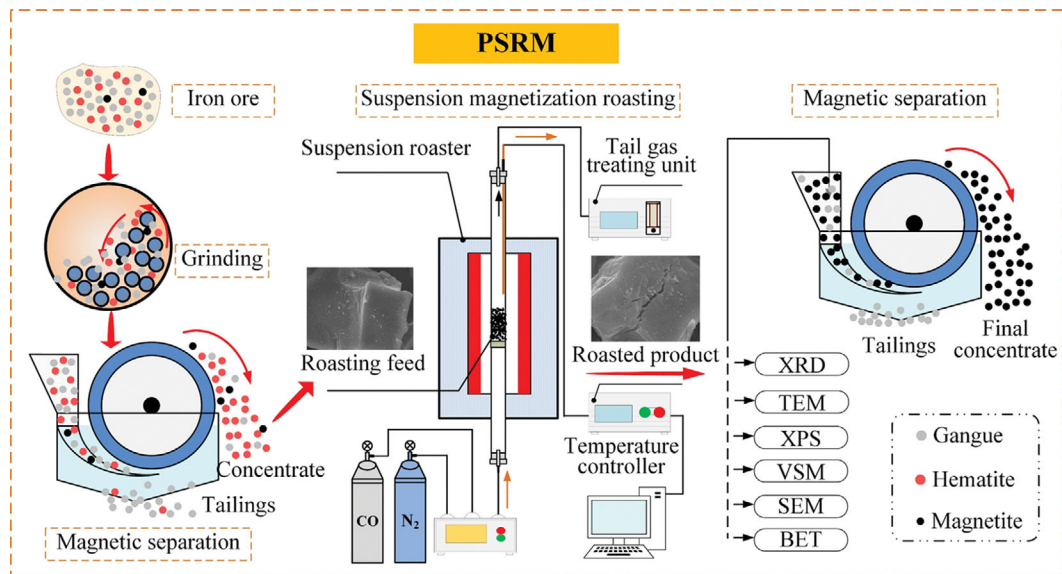 PSRM
Iron ore
Grinding
Concentrate
Tailings
Magnetic separation
Suspension magnetization roasting
Suspension roaster
Tail gas
treating unit
Roasting feed
Roasted product
Temperature
controller
CO
N₂
Magnetic separation
Tailings
Final
concentrate
XRD
TEM
XPS
VSM
SEM
BET
Gangue
Hematite
Magnetite